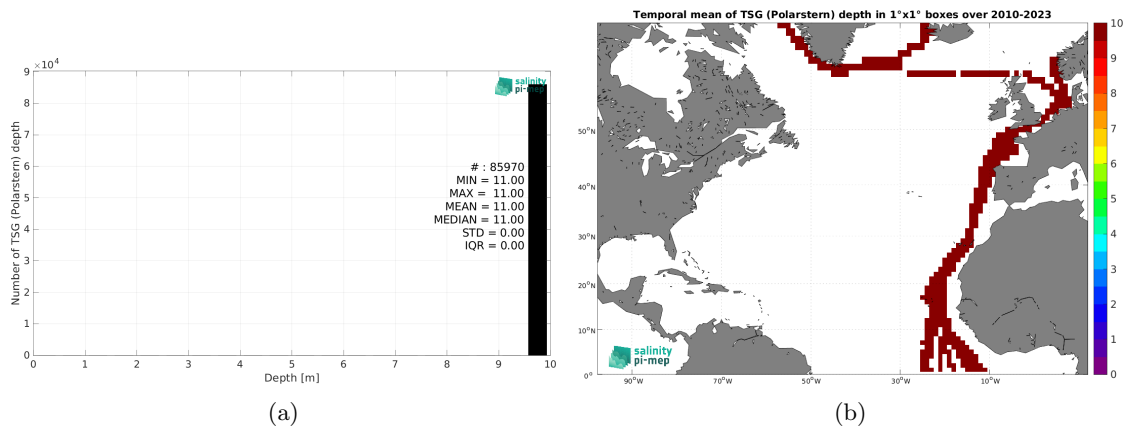 ×10⁴
9
8
7
6
5
4
3
2
1
0
Number of TSG (Polarstern) depth
salinity
pi-mep
# : 85970
MIN = 11.00
MAX = 11.00
MEAN = 11.00
MEDIAN = 11.00
STD = 0.00
IQR = 0.00
0 1 2 3 4 5 6 7 8 9 10
Depth [m]
(a)
Temporal mean of TSG (Polarstern) depth in 1°x1° boxes over 2010-2023
50°N
40°N
30°N
20°N
10°N
0°
90°W 70°W 50°W 30°W 10°W
salinity
pi-mep
10
9
8
7
6
5
4
3
2
1
0
(b)